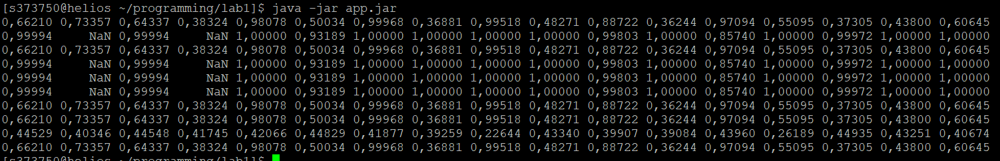 [s373750@helios ~/programming/lab1]$ java -jar app.jar
0,66210 0,73357 0,64337 0,38324 0,98078 0,50034 0,99968 0,36881 0,99518 0,48271 0,88722 0,36244 0,97094 0,55095 0,37305 0,43800 0,60645
0,99994     NaN 0,99994     NaN 1,00000 0,93189 1,00000 1,00000 1,00000 1,00000 0,99803 1,00000 0,85740 1,00000 0,99972 1,00000 1,00000
0,66210 0,73357 0,64337 0,38324 0,98078 0,50034 0,99968 0,36881 0,99518 0,48271 0,88722 0,36244 0,97094 0,55095 0,37305 0,43800 0,60645
0,99994     NaN 0,99994     NaN 1,00000 0,93189 1,00000 1,00000 1,00000 1,00000 0,99803 1,00000 0,85740 1,00000 0,99972 1,00000 1,00000
0,99994     NaN 0,99994     NaN 1,00000 0,93189 1,00000 1,00000 1,00000 1,00000 0,99803 1,00000 0,85740 1,00000 0,99972 1,00000 1,00000
0,99994     NaN 0,99994     NaN 1,00000 0,93189 1,00000 1,00000 1,00000 1,00000 0,99803 1,00000 0,85740 1,00000 0,99972 1,00000 1,00000
0,66210 0,73357 0,64337 0,38324 0,98078 0,50034 0,99968 0,36881 0,99518 0,48271 0,88722 0,36244 0,97094 0,55095 0,37305 0,43800 0,60645
0,66210 0,73357 0,64337 0,38324 0,98078 0,50034 0,99968 0,36881 0,99518 0,48271 0,88722 0,36244 0,97094 0,55095 0,37305 0,43800 0,60645
0,44529 0,40346 0,44548 0,41745 0,42066 0,44829 0,41877 0,39259 0,22644 0,43340 0,39907 0,39084 0,43960 0,26189 0,44935 0,43251 0,40674
0,66210 0,73357 0,64337 0,38324 0,98078 0,50034 0,99968 0,36881 0,99518 0,48271 0,88722 0,36244 0,97094 0,55095 0,37305 0,43800 0,60645
[s373750@helios ~/programming/lab1]$